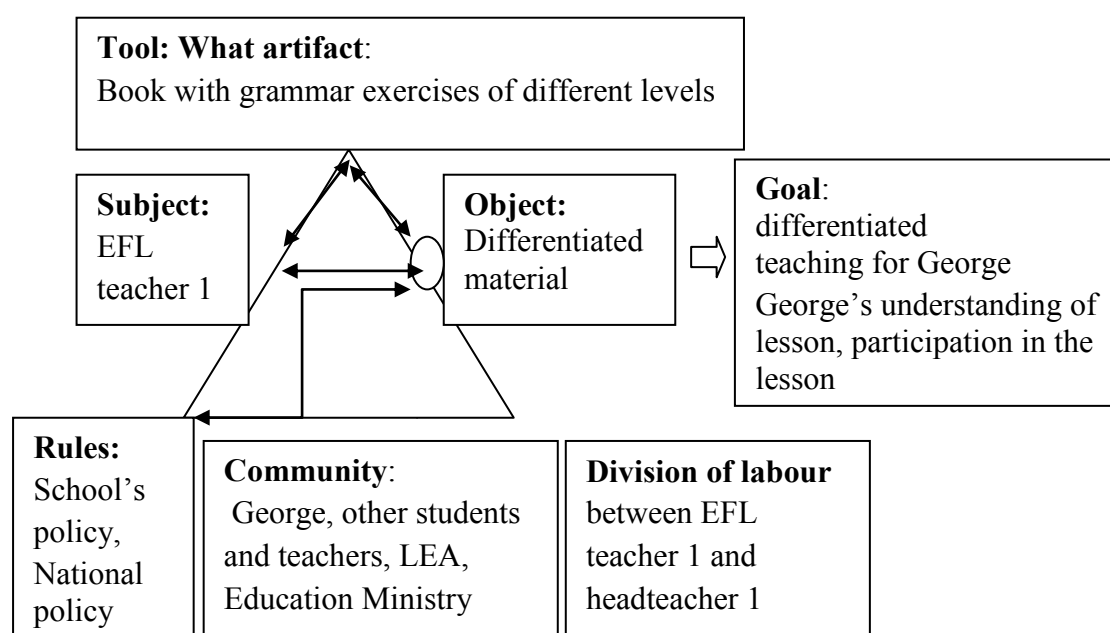 Tool: What artifact:
Book with grammar exercises of different levels
Subject:
EFL
teacher 1
Object:
Differentiated
material
Goal:
differentiated
teaching for George
George’s understanding of
lesson, participation in the
lesson
Rules:
School’s
policy,
National
policy
Community:
George, other students
and teachers, LEA,
Education Ministry
Division of labour
between EFL
teacher 1 and
headteacher 1